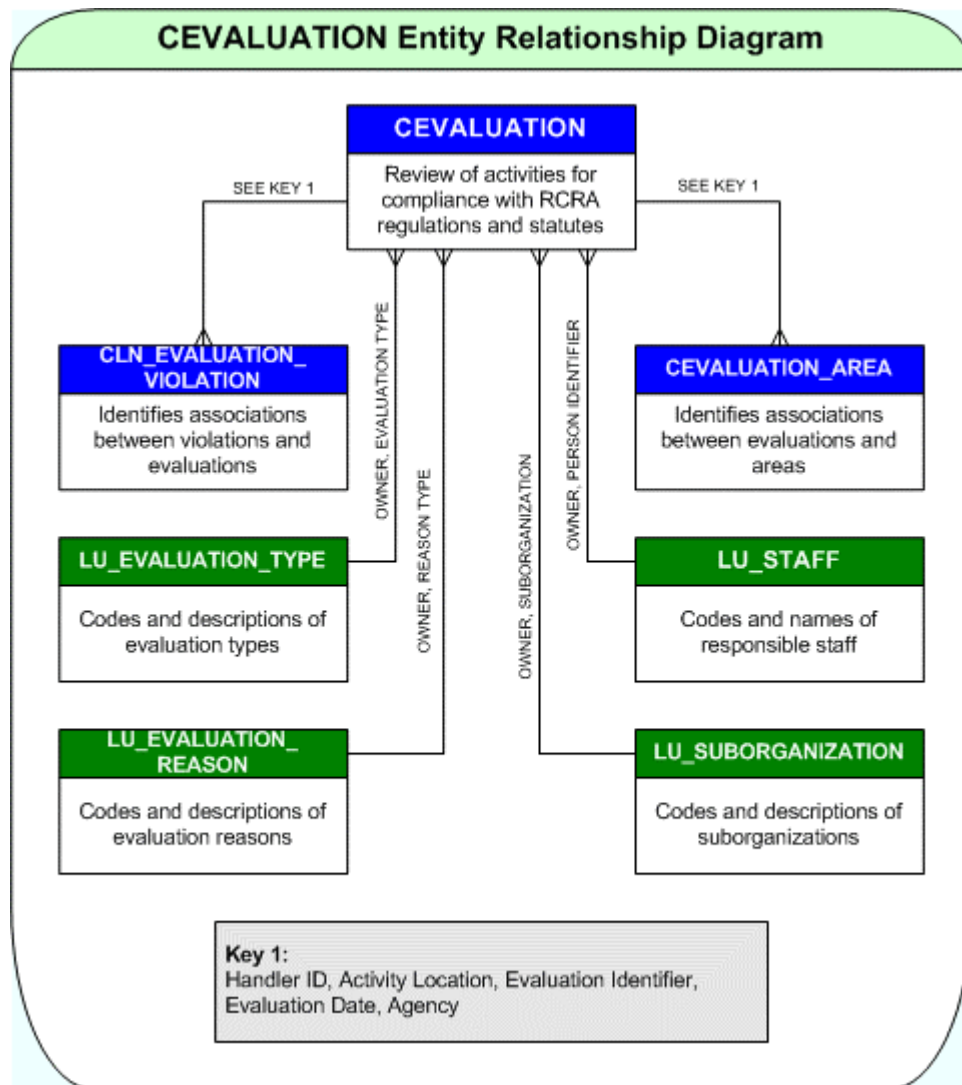 CEVALUATION Entity Relationship Diagram
CEVALUATION
Review of activities for
compliance with RCRA
regulations and statutes
SEE KEY 1
SEE KEY 1
CLN_EVALUATION_
VIOLATION
Identifies associations
between violations and
evaluations
OWNER, EVALUATION TYPE
OWNER, REASON TYPE
OWNER, SUBORGANIZATION
OWNER, PERSON IDENTIFIER
CEVALUATION_AREA
Identifies associations
between evaluations and
areas
LU_EVALUATION_TYPE
Codes and descriptions of
evaluation types
LU_STAFF
Codes and names of
responsible staff
LU_EVALUATION_
REASON
Codes and descriptions of
evaluation reasons
LU_SUBORGANIZATION
Codes and descriptions of
suborganizations
Key 1:
Handler ID, Activity Location, Evaluation Identifier,
Evaluation Date, Agency